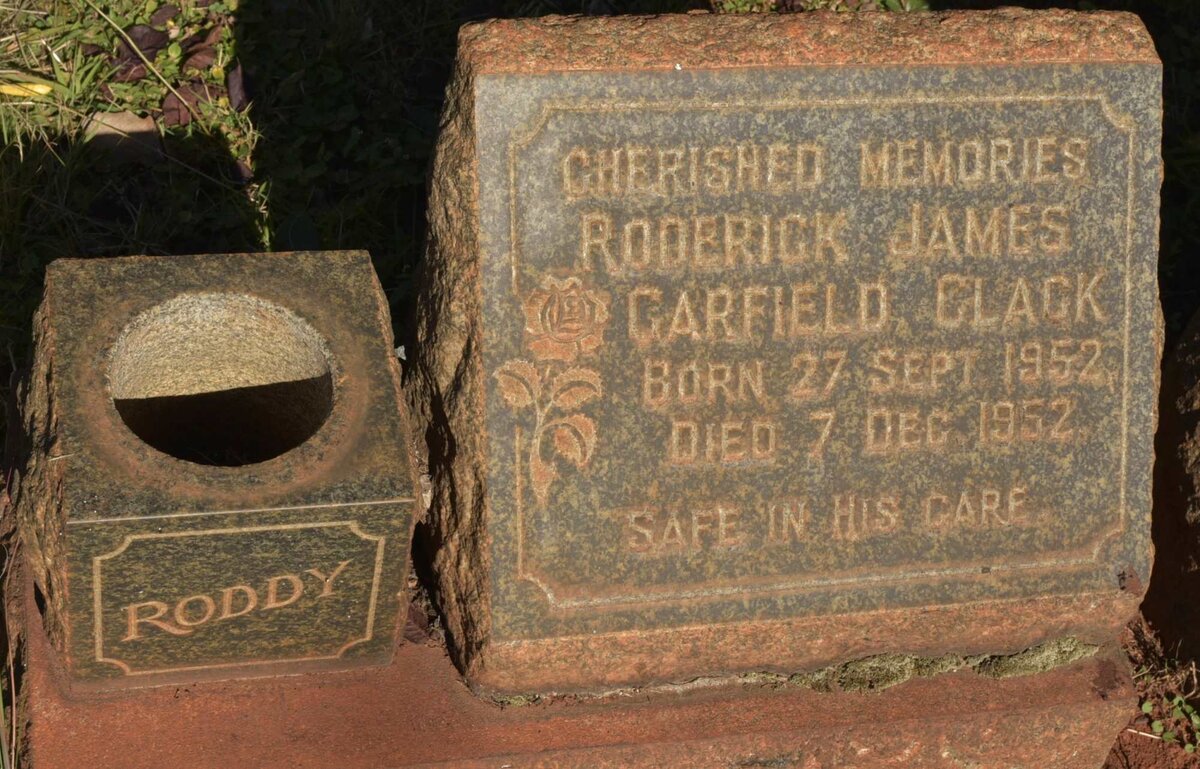 CHERISHED MEMORIES
RODERICK JAMES
GARFIELD CLACK
BORN 27 SEPT 1952
DIED 7 DEC 1952
SAFE IN HIS CARE
RODDY